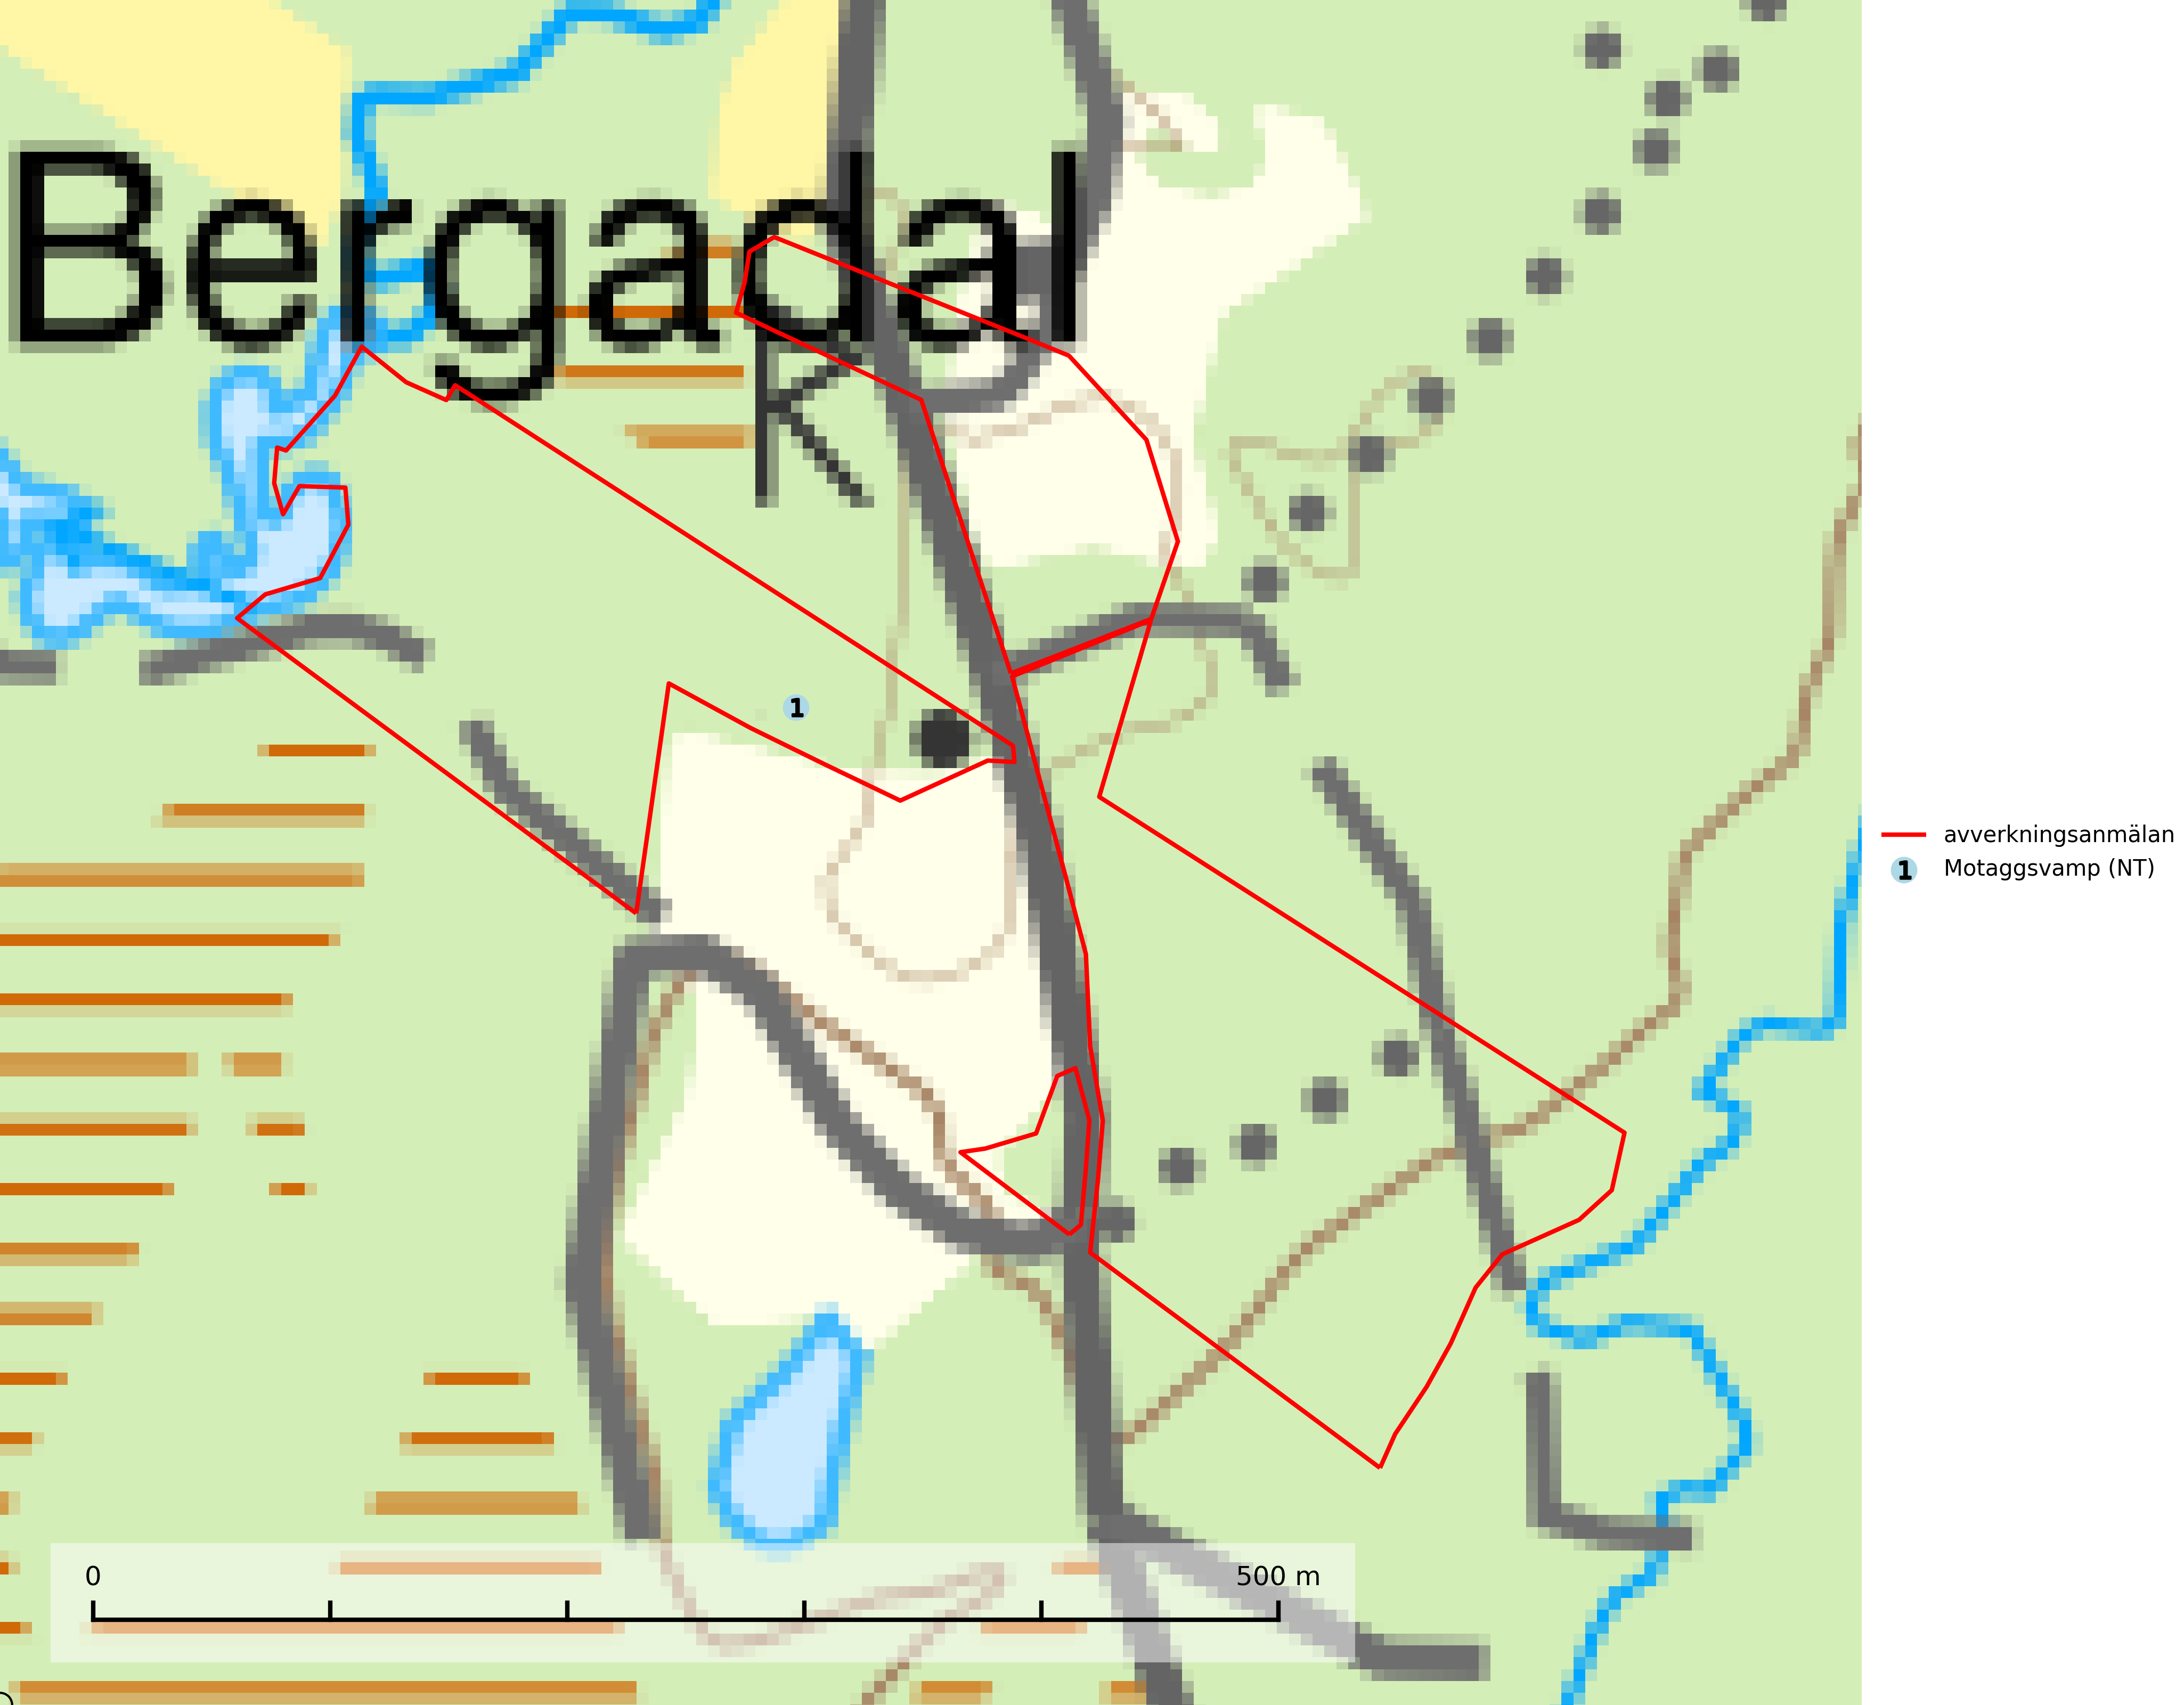 Bergadal
K
1
avverkningsanmälan
1 Motaggsvamp (NT)
0 500 m